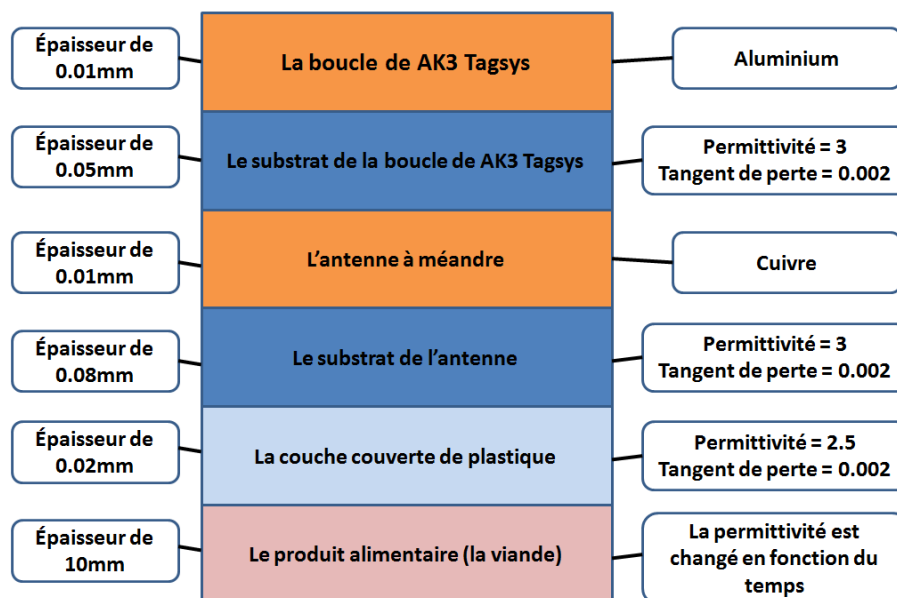 Épaisseur de
0.01mm
La boucle de AK3 Tagsys
Aluminium
Épaisseur de
0.05mm
Le substrat de la boucle de AK3 Tagsys
Permittivité = 3
Tangent de perte = 0.002
Épaisseur de
0.01mm
L'antenne à méandre
Cuivre
Épaisseur de
0.08mm
Le substrat de l'antenne
Permittivité = 3
Tangent de perte = 0.002
Épaisseur de
0.02mm
La couche couverte de plastique
Permittivité = 2.5
Tangent de perte = 0.002
Épaisseur de
10mm
Le produit alimentaire (la viande)
La permittivité est
changé en fonction du
temps